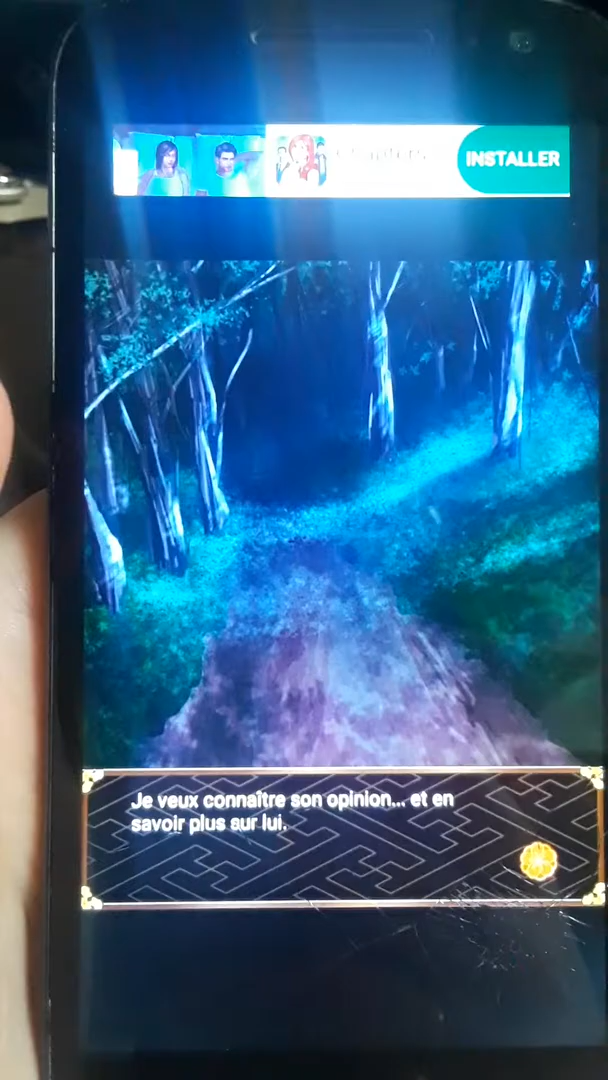 INSTALLER
Je veux connaître son opinion... et en
savoir plus sur lui.